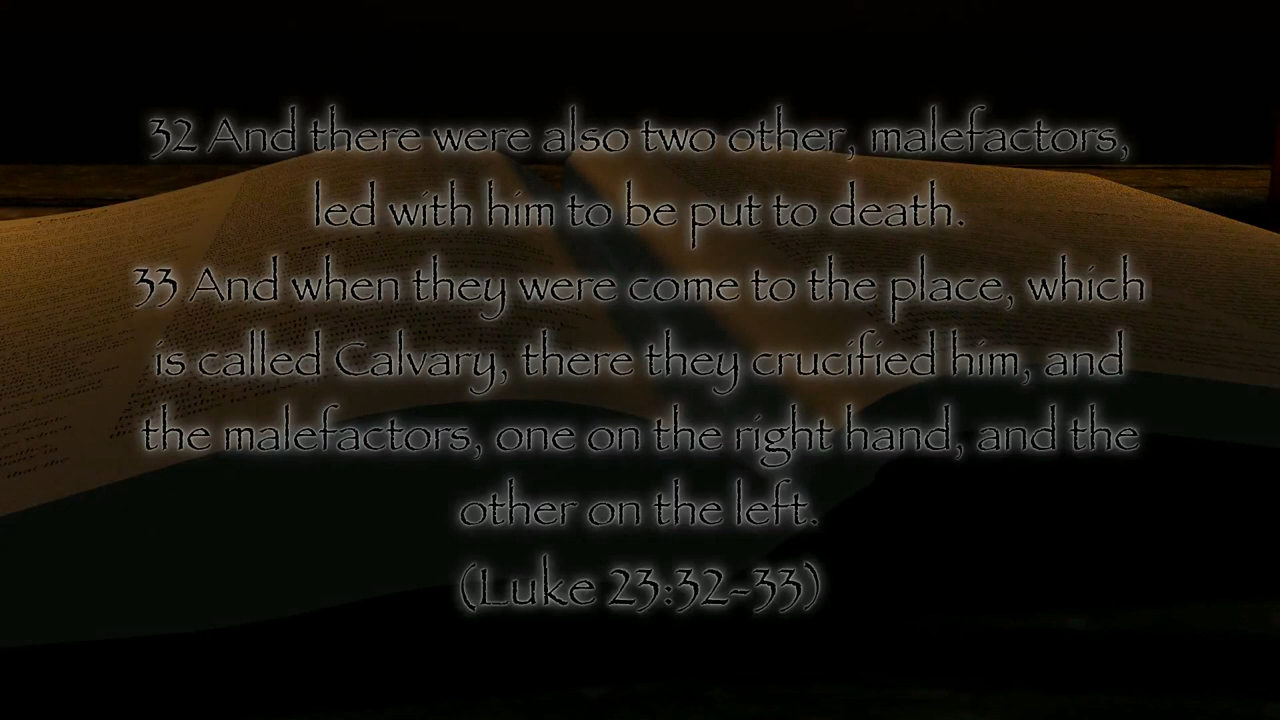 32 And there were also two other, malefactors,
led with him to be put to death.
33 And when they were come to the place, which
is called Calvary, there they crucified him, and
the malefactors, one on the right hand, and the
other on the left.
(Luke 23:32-33)